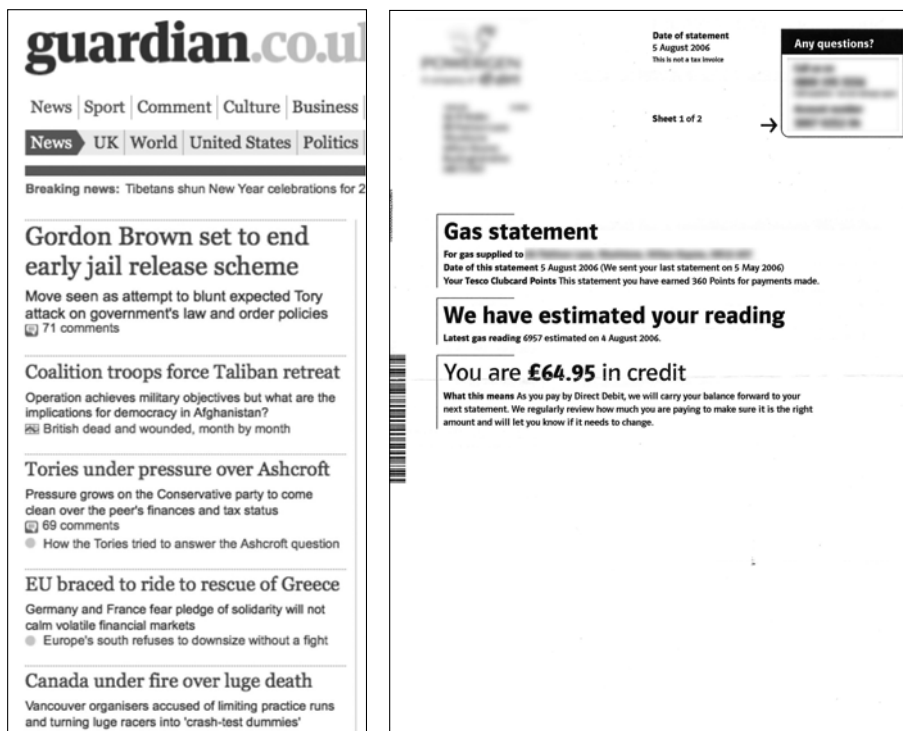 guardian.co.u
News Sport Comment Culture Business
News UK World United States Politics
Breaking news: Tibetans shun New Year celebrations for 2
Gordon Brown set to end
early jail release scheme
Move seen as attempt to blunt expected Tory
attack on government's law and order policies
71 comments
Coalition troops force Taliban retreat
Operation achieves military objectives but what are the
implications for democracy in Afghanistan?
British dead and wounded, month by month
Tories under pressure over Ashcroft
Pressure grows on the Conservative party to come
clean over the peer's finances and tax status
69 comments
How the Tories tried to answer the Ashcroft question
EU braced to ride to rescue of Greece
Germany and France fear pledge of solidarity will not
calm volatile financial markets
Europe's south refuses to downsize without a fight
Canada under fire over luge death
Vancouver organisers accused of limiting practice runs
and turning luge racers into 'crash-test dummies'
POWERGEN
Date of statement
5 August 2006
This is not a tax invoice
Sheet 1 of 2
Any questions?
Gas statement
For gas supplied to
Date of this statement 5 August 2006 (We sent your last statement on 5 May 2006)
Your Tesco Clubcard Points This statement you have earned 360 Points for payments made.
We have estimated your reading
Latest gas reading 6957 estimated on 4 August 2006.
You are £64.95 in credit
What this means As you pay by Direct Debit, we will carry your balance forward to your
next statement. We regularly review how much you are paying to make sure it is the right
amount and will let you know if it needs to change.